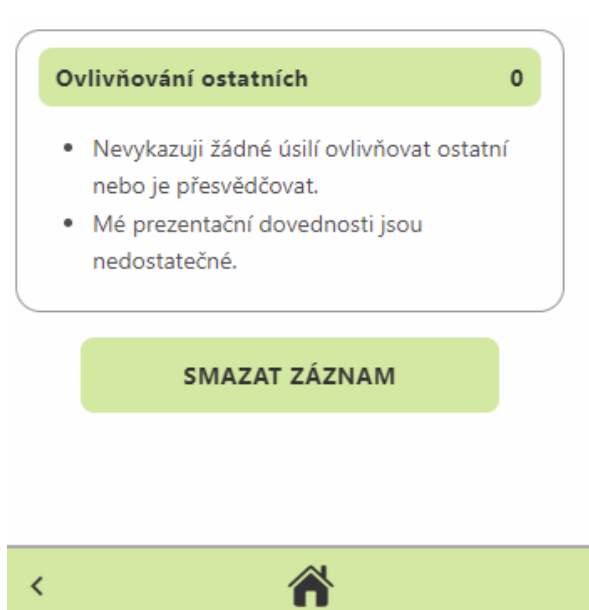 Ovlivňování ostatních 0
• Nevykazuji žádné úsilí ovlivňovat ostatní
nebo je přesvědčovat.
• Mé prezentační dovednosti jsou
nedostatečné.
SMAZAT ZÁZNAM